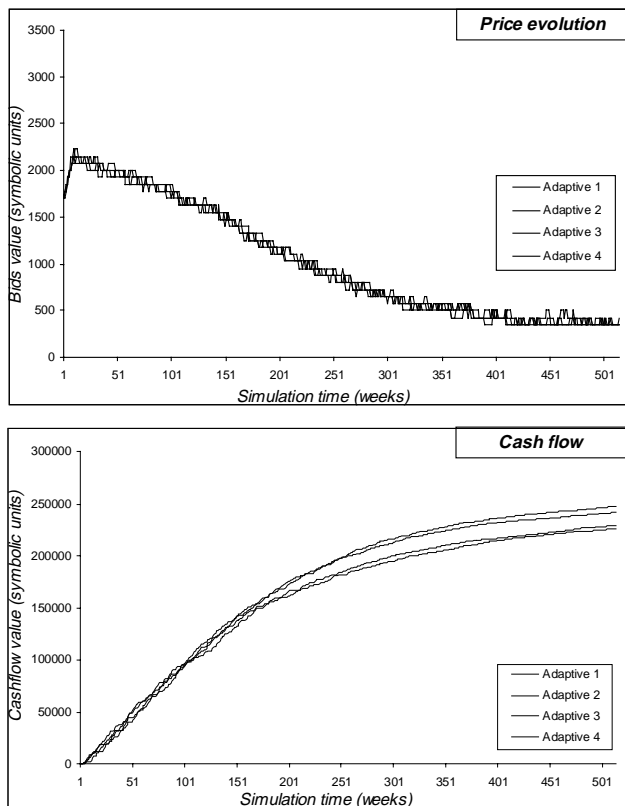 Price evolution
3500
3000
2500
2000
1500
1000
500
0
Bids value (symbolic units)
Adaptive 1
Adaptive 2
Adaptive 3
Adaptive 4
1 51 101 151 201 251 301 351 401 451 501
Simulation time (weeks)
Cash flow
300000
250000
200000
150000
100000
50000
0
Cashflow value (symbolic units)
Adaptive 1
Adaptive 2
Adaptive 3
Adaptive 4
1 51 101 151 201 251 301 351 401 451 501
Simulation time (weeks)